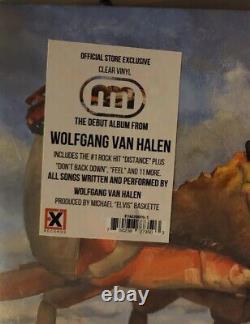 OFFICIAL STORE EXCLUSIVE
CLEAR VINYL
THE DEBUT ALBUM FROM
WOLFGANG VAN HALEN
INCLUDES THE #1 ROCK HIT "DISTANCE" PLUS
"DON'T BACK DOWN", "FEEL" AND 11 MORE.
ALL SONGS WRITTEN AND PERFORMED BY
WOLFGANG VAN HALEN
PRODUCED BY MICHAEL "ELVIS" BASKETTE
X
RECORDS